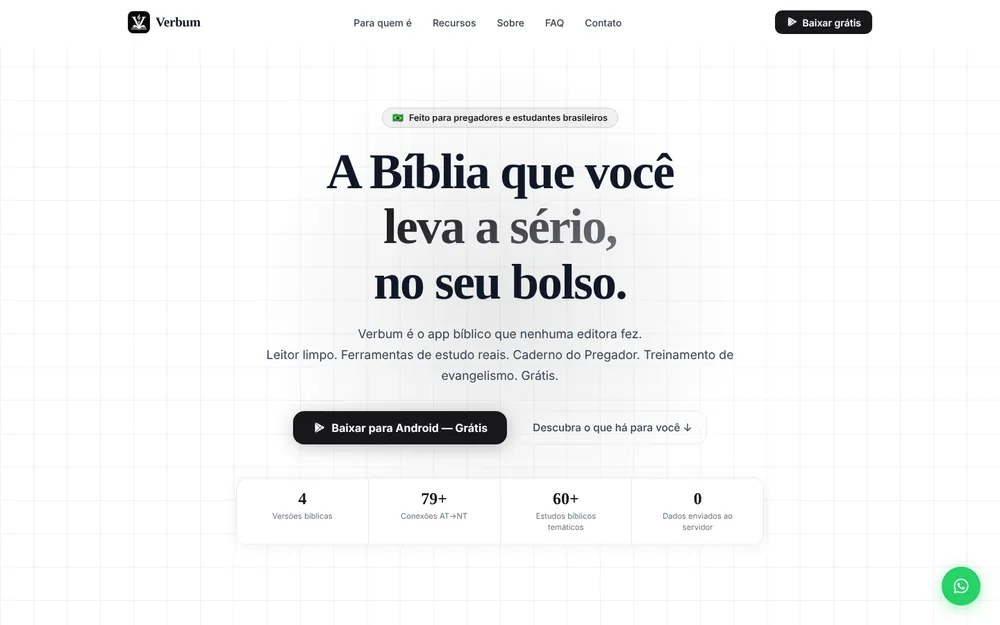 Verbum
Para quem é
Recursos
Sobre
FAQ
Contato
Baixar grátis
Feito para pregadores e estudantes brasileiros
A Bíblia que você
leva a sério,
no seu bolso.
Verbum é o app bíblico que nenhuma editora fez.
Leitor limpo. Ferramentas de estudo reais. Caderno do Pregador. Treinamento de
evangelismo. Grátis.
Baixar para Android — Grátis
Descubra o que há para você ↓
4
Versões bíblicas
79+
Conexões AT→NT
60+
Estudos bíblicos
temáticos
0
Dados enviados ao
servidor